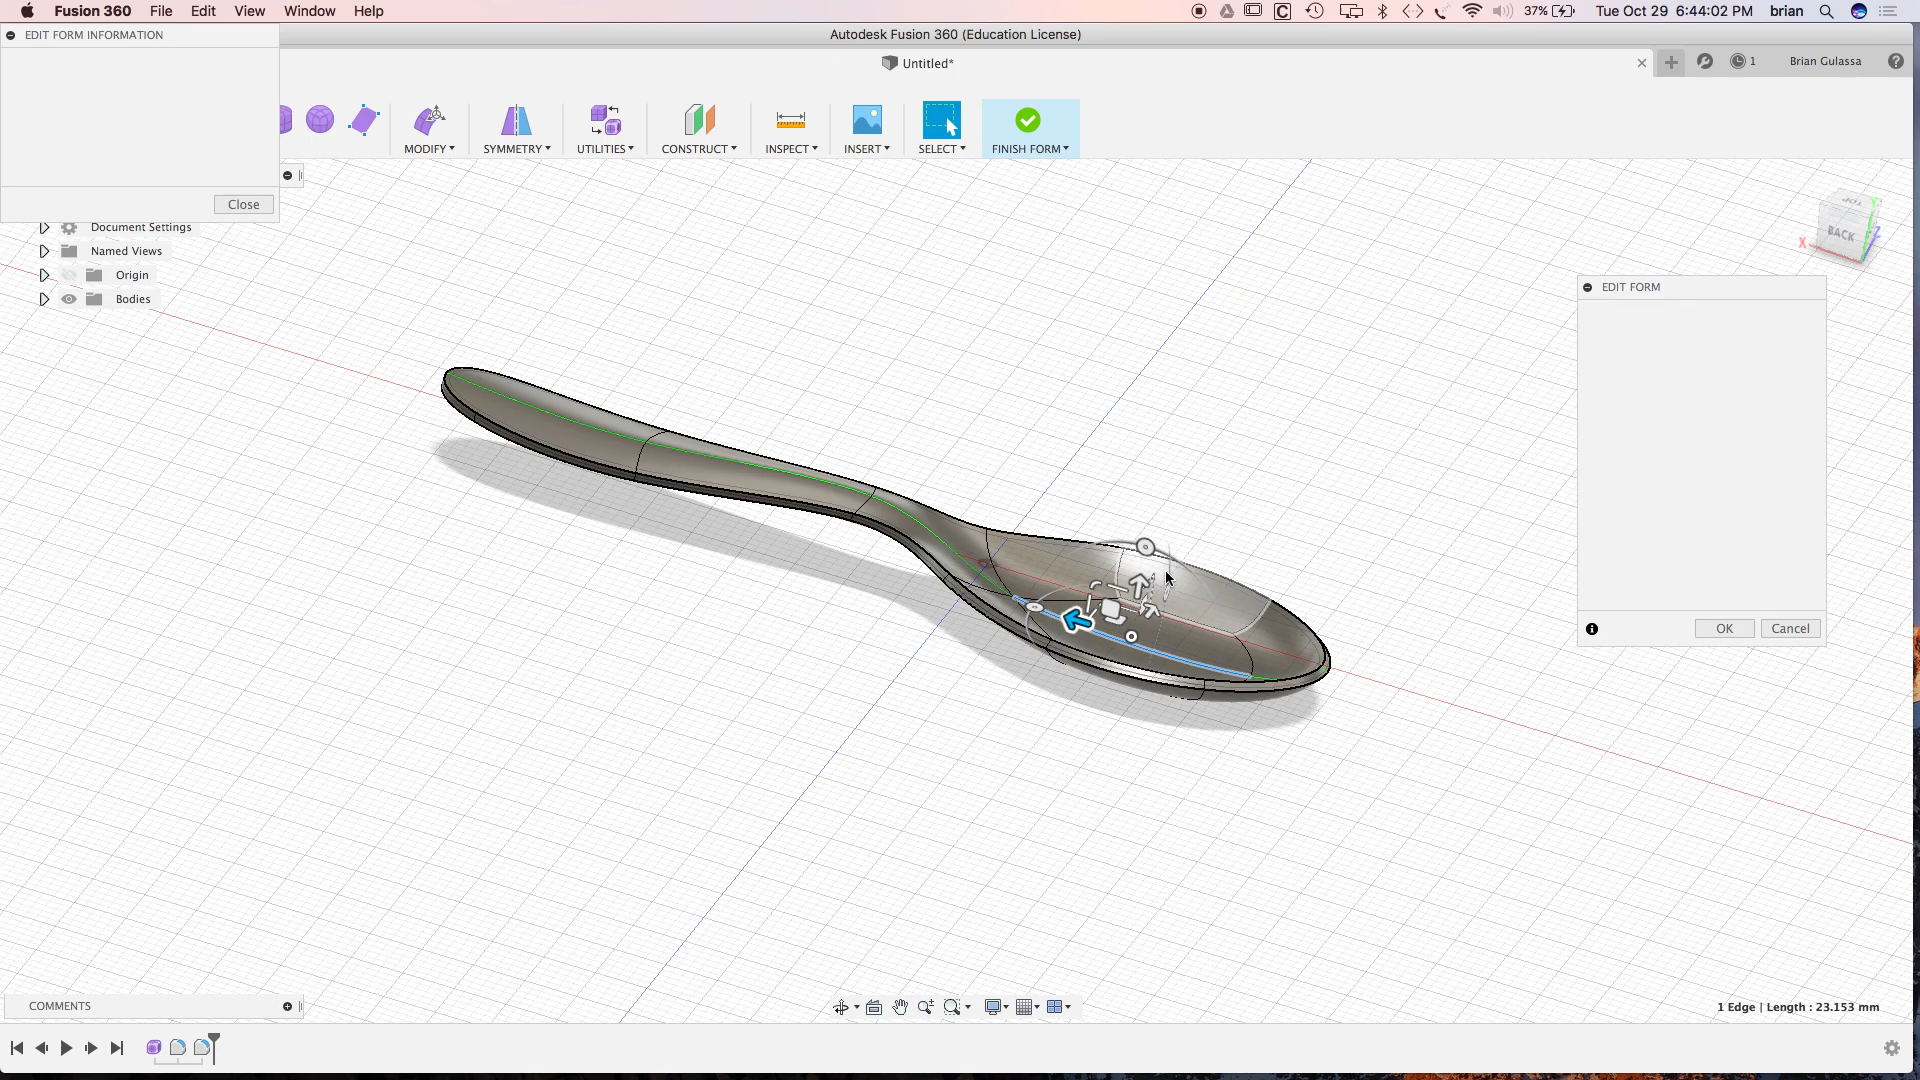 Fusion 360 File Edit View Window Help
37% Tue Oct 29 6:44:02 PM brian
EDIT FORM INFORMATION
Autodesk Fusion 360 (Education License)
Untitled*
1 Brian Gulassa
MODIFY SYMMETRY UTILITIES CONSTRUCT INSPECT INSERT SELECT FINISH FORM
Close
Document Settings
Named Views
Origin
Bodies
TOP
BACK
X Y Z
EDIT FORM
OK Cancel
COMMENTS
1 Edge | Length : 23.153 mm